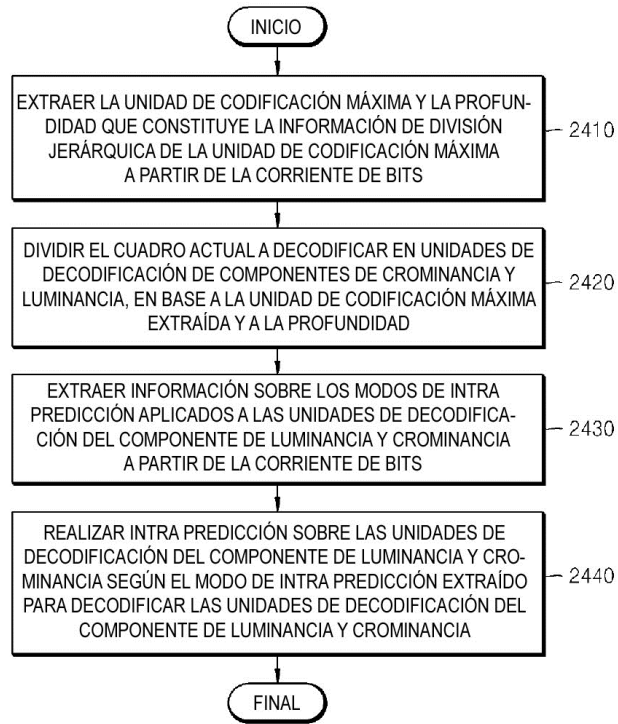 INICIO
EXTRAER LA UNIDAD DE CODIFICACIÓN MÁXIMA Y LA PROFUN-
DIDAD QUE CONSTITUYE LA INFORMACIÓN DE DIVISIÓN
JERÁRQUICA DE LA UNIDAD DE CODIFICACIÓN MÁXIMA
A PARTIR DE LA CORRIENTE DE BITS
2410
DIVIDIR EL CUADRO ACTUAL A DECODIFICAR EN UNIDADES DE
DECODIFICACIÓN DE COMPONENTES DE CROMINANCIA Y
LUMINANCIA, EN BASE A LA UNIDAD DE CODIFICACIÓN MÁXIMA
EXTRAÍDA Y A LA PROFUNDIDAD
2420
EXTRAER INFORMACIÓN SOBRE LOS MODOS DE INTRA
PREDICCIÓN APLICADOS A LAS UNIDADES DE DECODIFICA-
CIÓN DEL COMPONENTE DE LUMINANCIA Y CROMINANCIA
A PARTIR DE LA CORRIENTE DE BITS
2430
REALIZAR INTRA PREDICCIÓN SOBRE LAS UNIDADES DE
DECODIFICACIÓN DEL COMPONENTE DE LUMINANCIA Y CRO-
MINANCIA SEGÚN EL MODO DE INTRA PREDICCIÓN EXTRAÍDO
PARA DECODIFICAR LAS UNIDADES DE DECODIFICACIÓN DEL
COMPONENTE DE LUMINANCIA Y CROMINANCIA
2440
FINAL